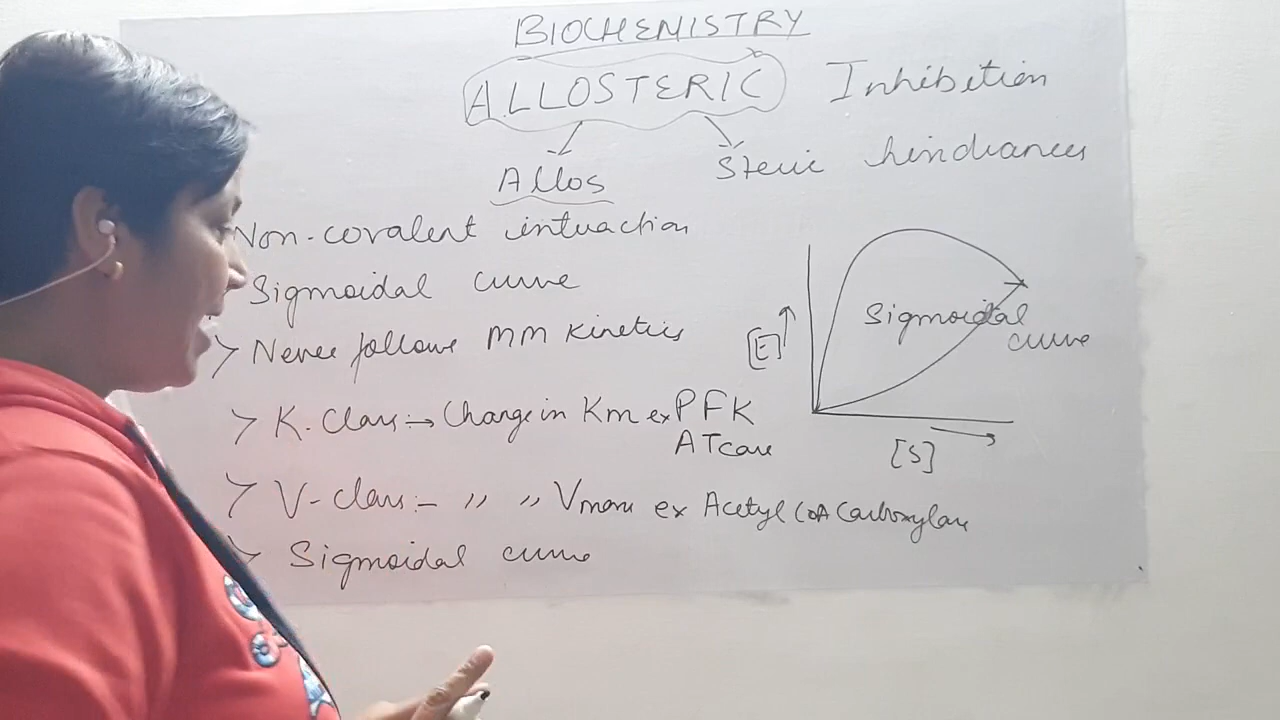 BIOCHEMISTRY
ALLOSTERIC Inhibition
Allos
Steric hindrances
Non-covalent interaction
Sigmoidal curve
> Never follows MM Kinetics
> K. Class :→ Change in Km ex PFK
ATcase
> V-class :- " " Vmax ex Acetyl CoA Carboxylase
> Sigmoidal curve
[E] ↑
Sigmoidal
curve
[S] →